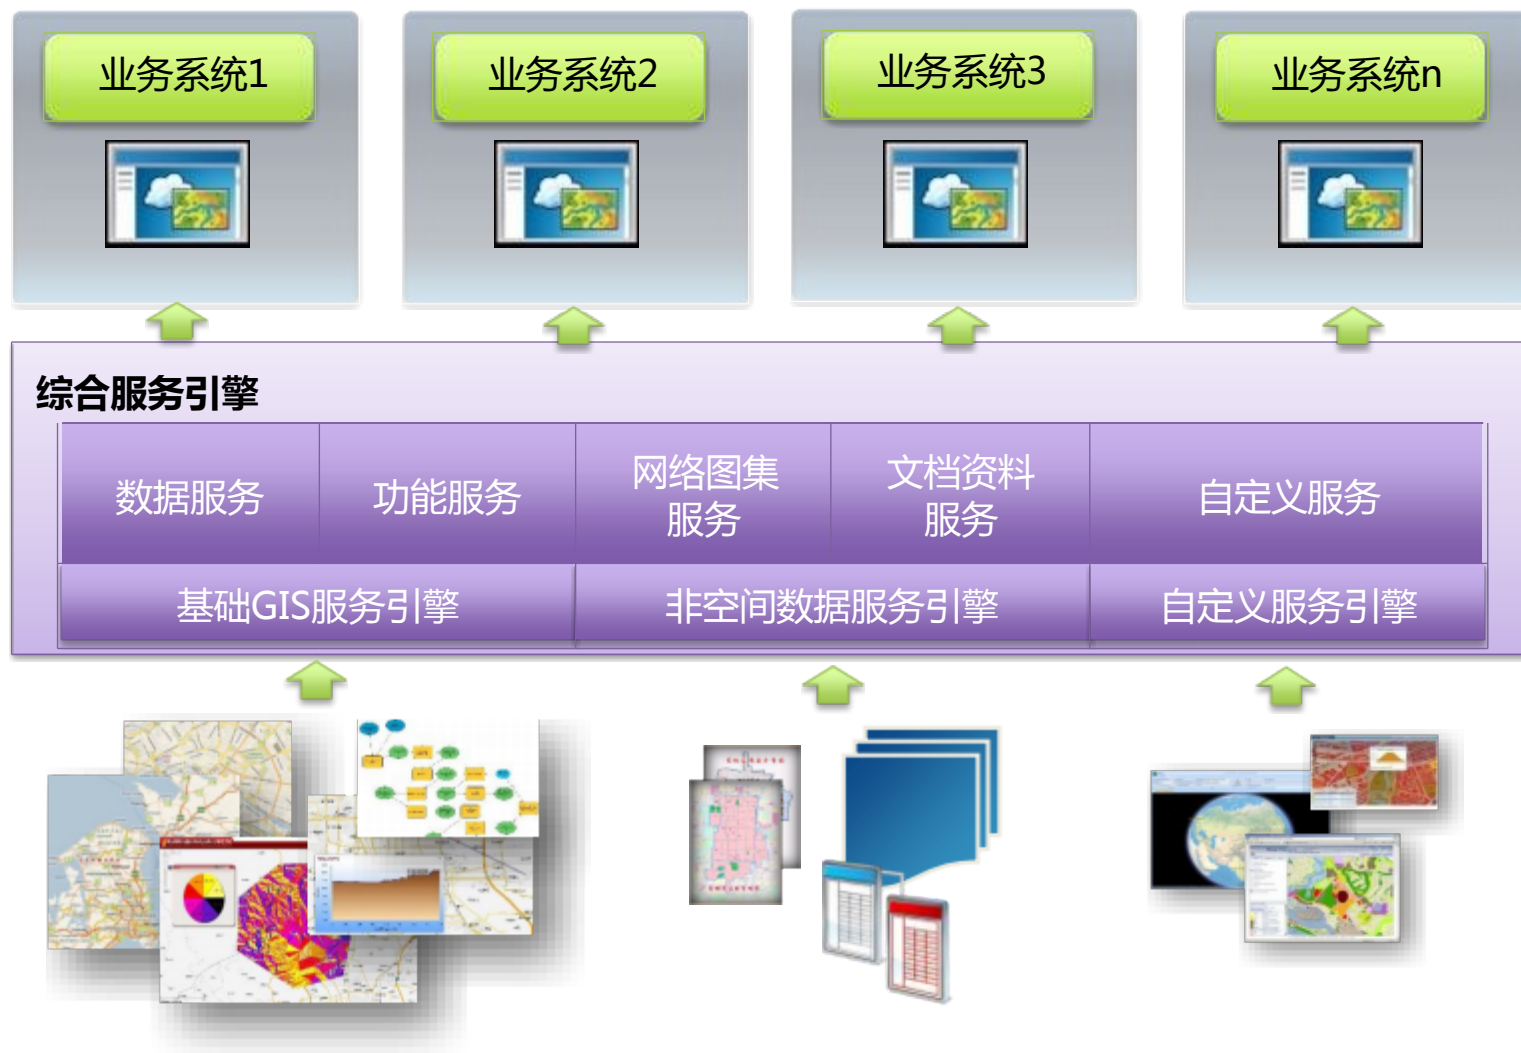 业务系统1
业务系统2
业务系统3
业务系统n
综合服务引擎
数据服务
功能服务
网络图集
服务
文档资料
服务
自定义服务
基础GIS服务引擎
非空间数据服务引擎
自定义服务引擎